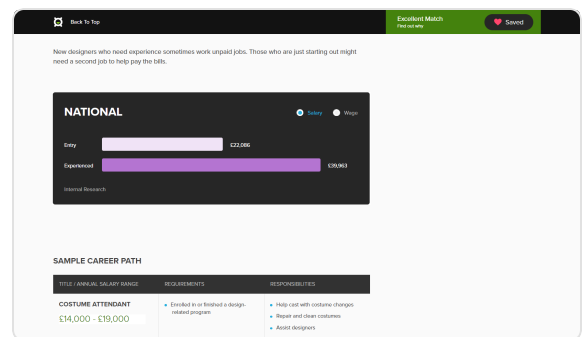 Back To Top
Excellent Match
Find out why
Saved
New designers who need experience sometimes work unpaid jobs. Those who are just starting out might
need a second job to help pay the bills.
NATIONAL
Salary
Wage
Entry
£22,086
Experienced
£39,963
Internal Research
SAMPLE CAREER PATH
TITLE / ANNUAL SALARY RANGE
REQUIREMENTS
RESPONSIBILITIES
COSTUME ATTENDANT
£14,000 - £19,000
Enrolled in or finished a design-
related program
Help cast with costume changes
Repair and clean costumes
Assist designers